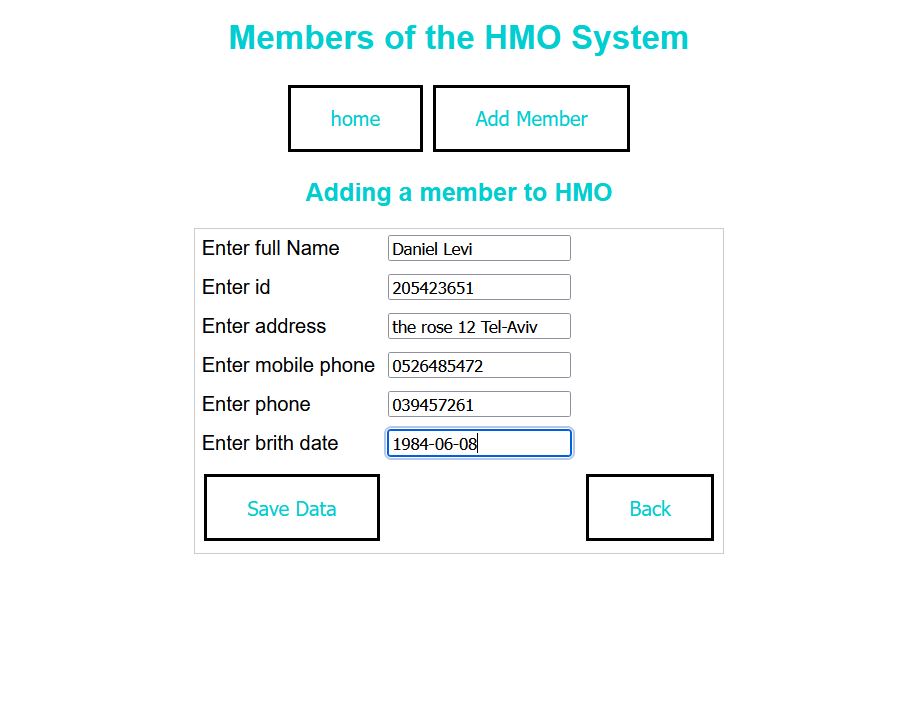 Members of the HMO System
home Add Member
Adding a member to HMO
Enter full Name Daniel Levi
Enter id 205423651
Enter address the rose 12 Tel-Aviv
Enter mobile phone 0526485472
Enter phone 039457261
Enter brith date 1984-06-08
Save Data Back